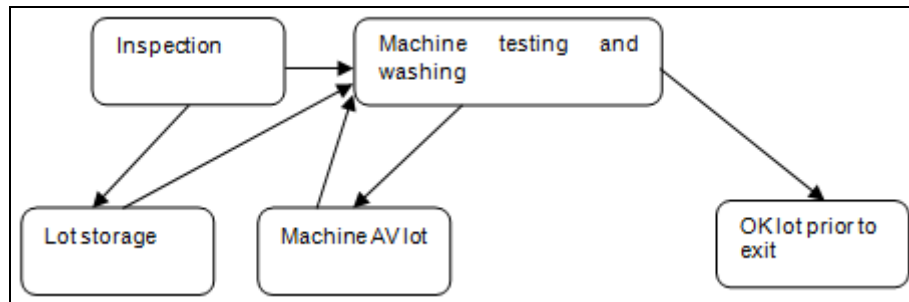 Inspection
Machine testing and
washing
Lot storage
Machine AV lot
OK lot prior to
exit